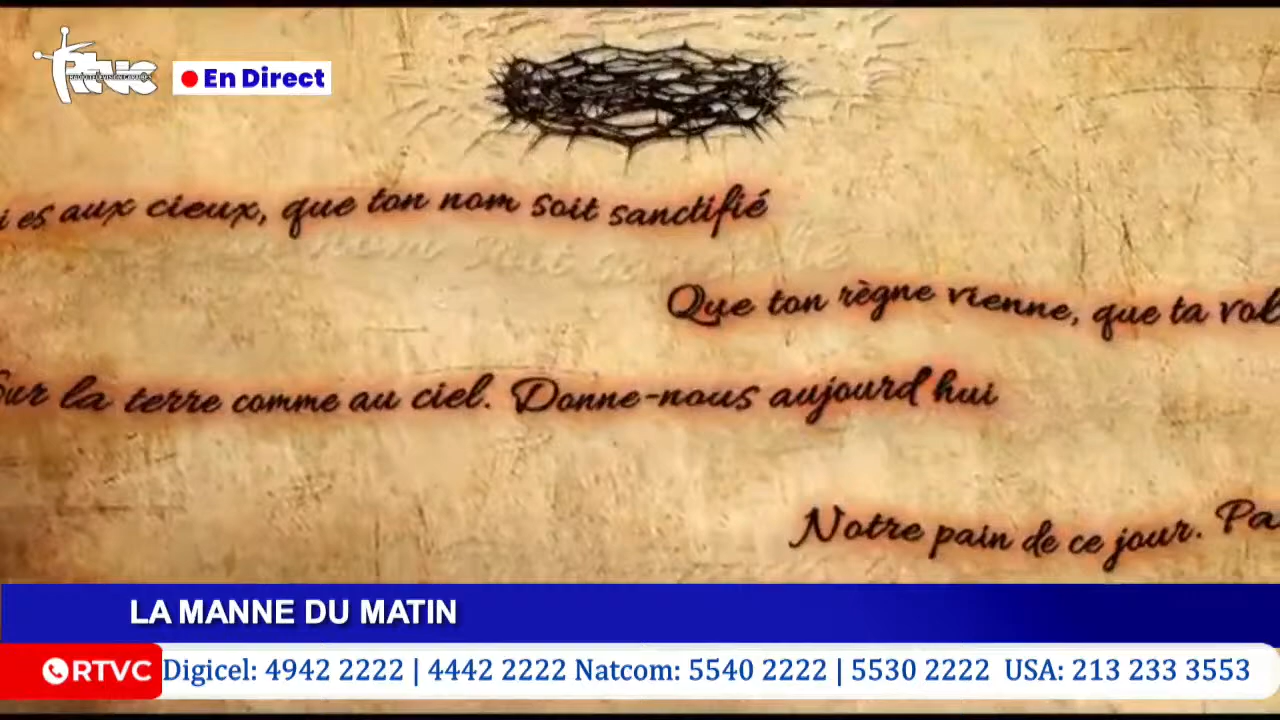 En Direct
i es aux cieux, que ton nom soit sanctifié
Que ton règne vienne, que ta vol
Sur la terre comme au ciel. Donne-nous aujourd'hui
Notre pain de ce jour. Pa
LA MANNE DU MATIN
RTVC Digicel: 4942 2222 | 4442 2222 Natcom: 5540 2222 | 5530 2222 USA: 213 233 3553